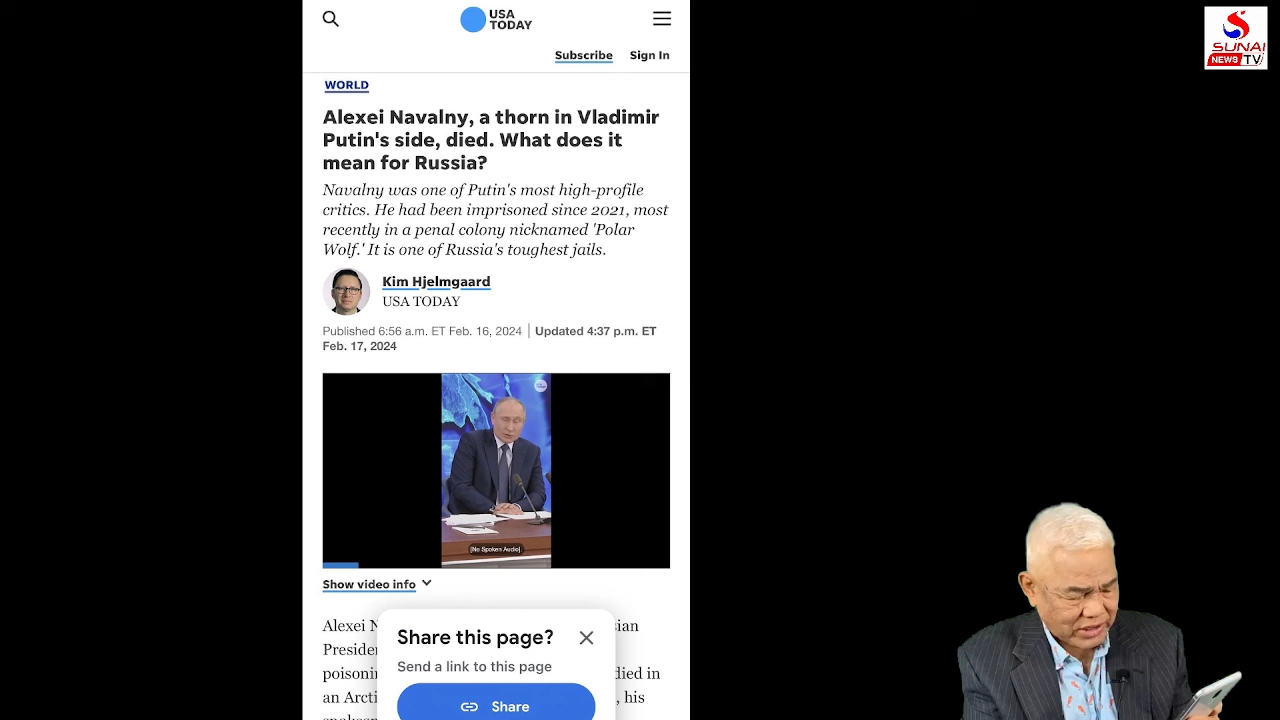 USA
TODAY
SUNAI
NEWS TV
Subscribe Sign In
WORLD
Alexei Navalny, a thorn in Vladimir
Putin's side, died. What does it
mean for Russia?
Navalny was one of Putin's most high-profile
critics. He had been imprisoned since 2021, most
recently in a penal colony nicknamed 'Polar
Wolf.' It is one of Russia's toughest jails.
Kim Hjelmgaard
USA TODAY
Published 6:56 a.m. ET Feb. 16, 2024 | Updated 4:37 p.m. ET
Feb. 17, 2024
[No Spoken Audio]
Show video info
Alexei
Share this page?
Send a link to this page
died in
an
his
Share